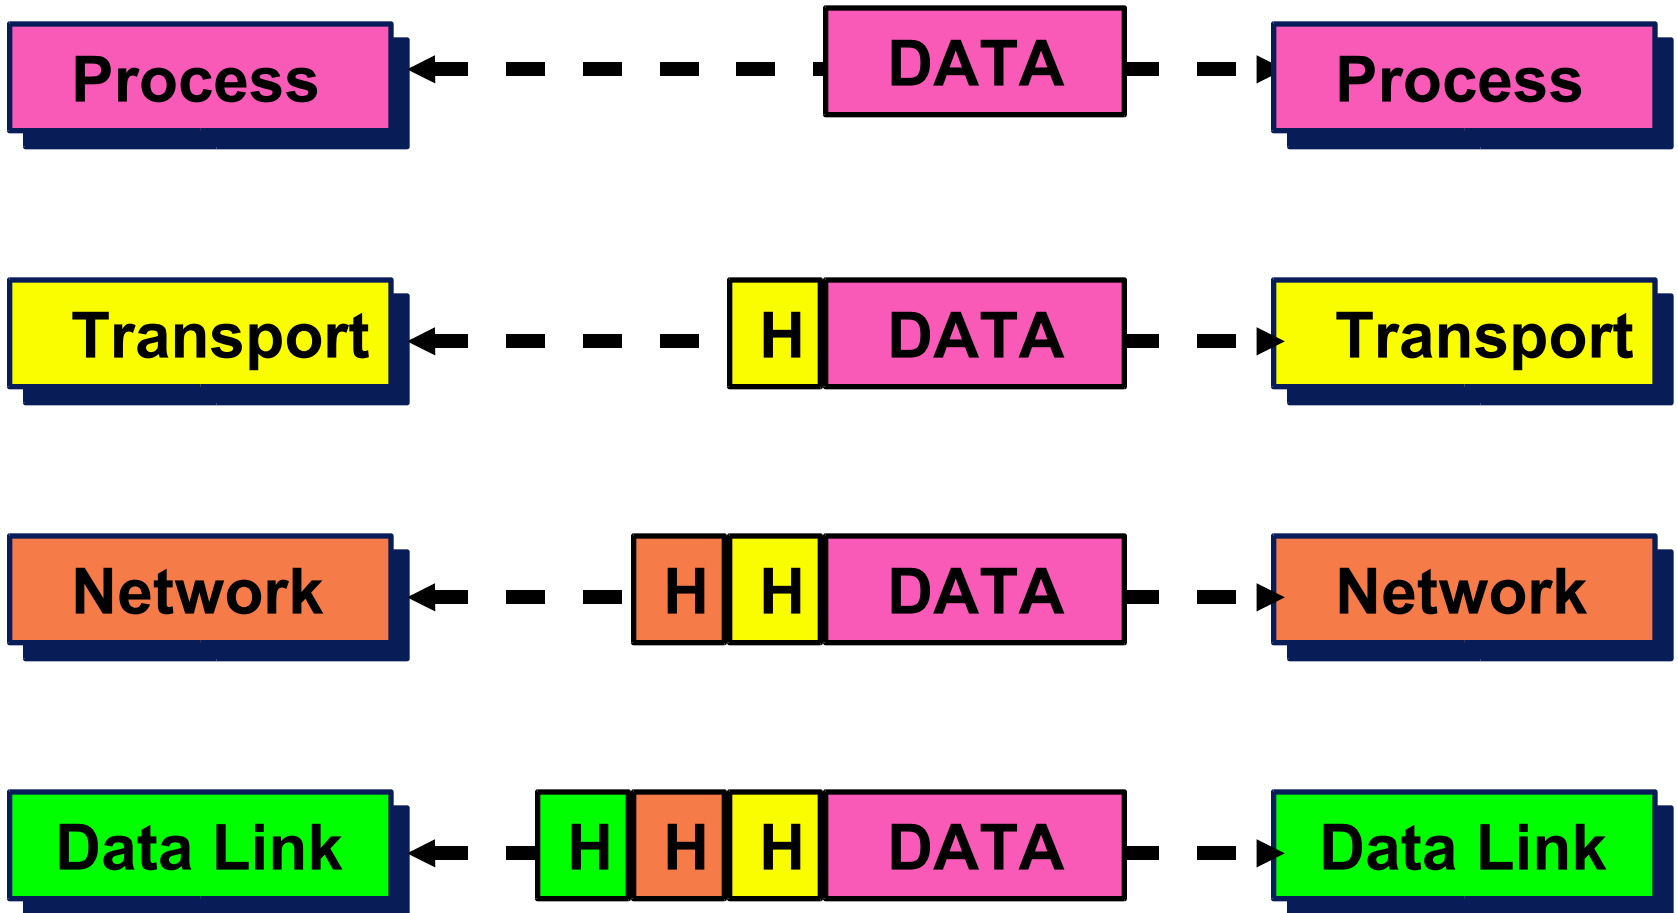 Process DATA Process
Transport H DATA Transport
Network H H DATA Network
Data Link H H H DATA Data Link